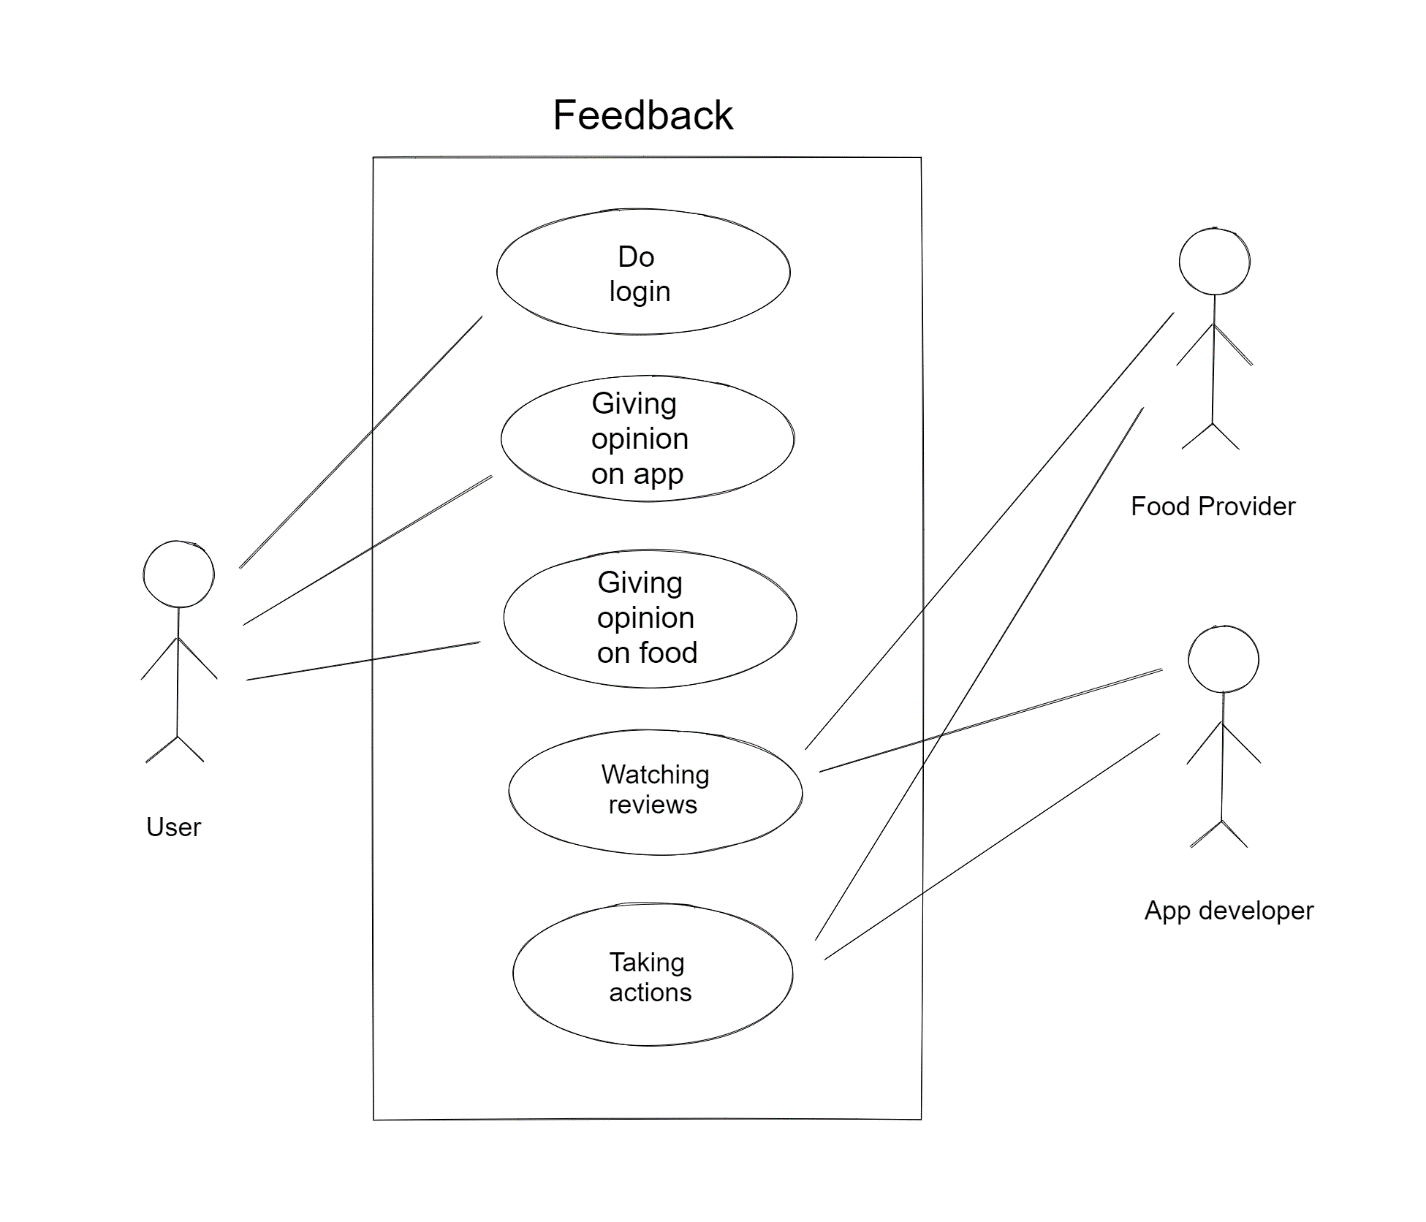 Feedback
Do
login
Giving
opinion
on app
Giving
opinion
on food
Watching
reviews
Taking
actions
User
Food Provider
App developer